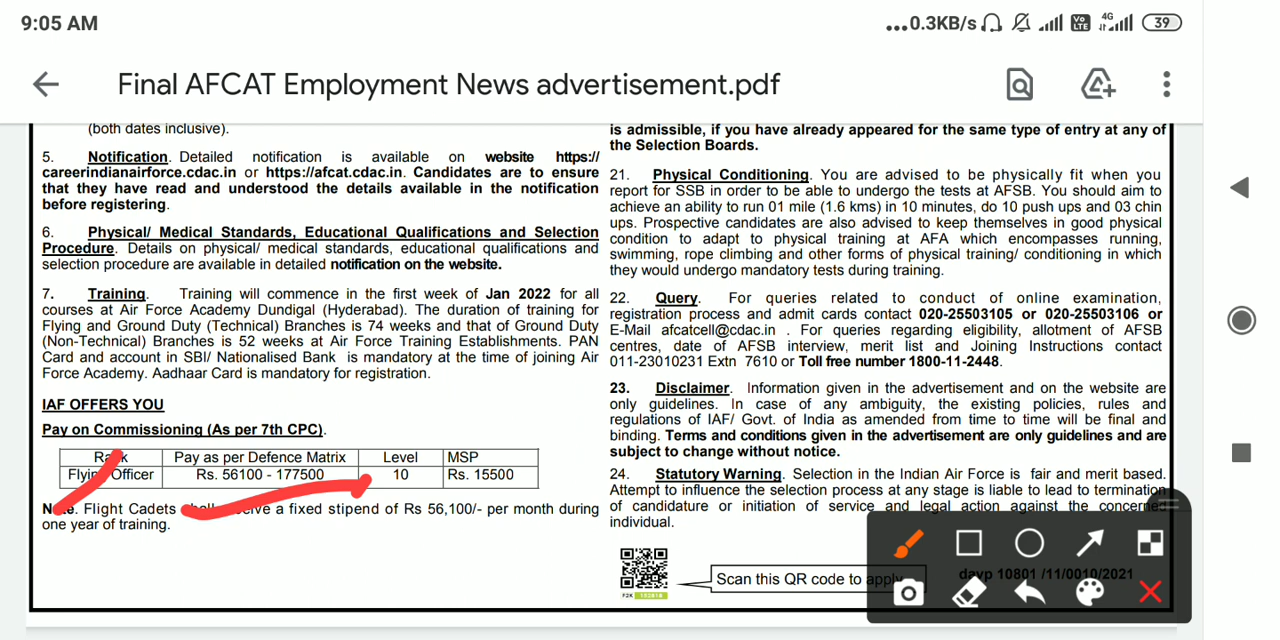 9:05 AM
...0.3KB/s
Vo LTE
4G
39
Final AFCAT Employment News advertisement.pdf
(both dates inclusive).
5. Notification. Detailed notification is available on website https://
careerindianairforce.cdac.in or https://afcat.cdac.in. Candidates are to ensure
that they have read and understood the details available in the notification
before registering.
6. Physical/ Medical Standards, Educational Qualifications and Selection
Procedure. Details on physical/ medical standards, educational qualifications and
selection procedure are available in detailed notification on the website.
7. Training. Training will commence in the first week of Jan 2022 for all
courses at Air Force Academy Dundigal (Hyderabad). The duration of training for
Flying and Ground Duty (Technical) Branches is 74 weeks and that of Ground Duty
(Non-Technical) Branches is 52 weeks at Air Force Training Establishments. PAN
Card and account in SBI/ Nationalised Bank is mandatory at the time of joining Air
Force Academy. Aadhaar Card is mandatory for registration.
IAF OFFERS YOU
Pay on Commissioning (As per 7th CPC).
Rank Pay as per Defence Matrix Level MSP
Flying Officer Rs. 56100 - 177500 10 Rs. 15500
Note. Flight Cadets a fixed stipend of Rs 56,100/- per month during
one year of training.
is admissible, if you have already appeared for the same type of entry at any of
the Selection Boards.
21. Physical Conditioning. You are advised to be physically fit when you
report for SSB in order to be able to undergo the tests at AFSB. You should aim to
achieve an ability to run 01 mile (1.6 kms) in 10 minutes, do 10 push ups and 03 chin
ups. Prospective candidates are also advised to keep themselves in good physical
condition to adapt to physical training at AFA which encompasses running,
swimming, rope climbing and other forms of physical training/ conditioning in which
they would undergo mandatory tests during training.
22. Query. For queries related to conduct of online examination,
registration process and admit cards contact 020-25503105 or 020-25503106 or
E-Mail afcatcell@cdac.in . For queries regarding eligibility, allotment of AFSB
centres, date of AFSB interview, merit list and Joining Instructions contact
011-23010231 Extn 7610 or Toll free number 1800-11-2448.
23. Disclaimer. Information given in the advertisement and on the website are
only guidelines. In case of any ambiguity, the existing policies, rules and
regulations of IAF/ Govt. of India as amended from time to time will be final and
binding. Terms and conditions given in the advertisement are only guidelines and are
subject to change without notice.
24. Statutory Warning. Selection in the Indian Air Force is fair and merit based.
Attempt to influence the selection process at any stage is liable to lead to termination
of candidature or initiation of service and legal action against the concerned
individual.
Scan this QR code to apply
davp 10801 /11/0010/2021